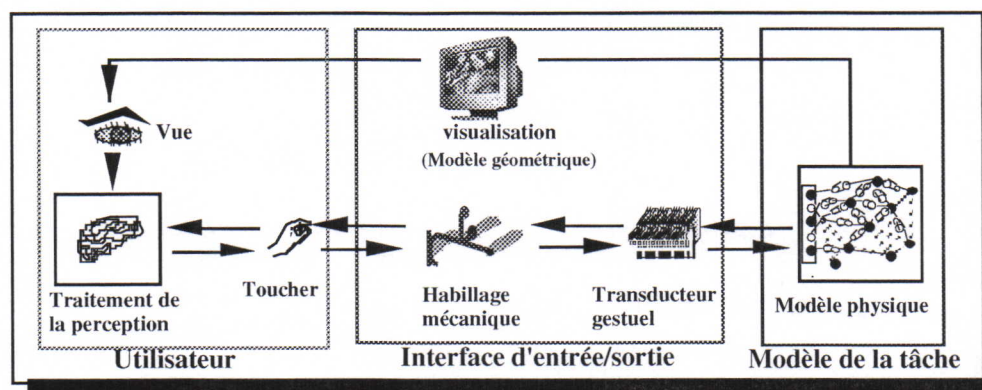 Vue
visualisation
(Modèle géométrique)
Traitement de
la perception
Toucher
Habillage
mécanique
Transducteur
gestuel
Modèle physique
Utilisateur
Interface d'entrée/sortie
Modèle de la tâche